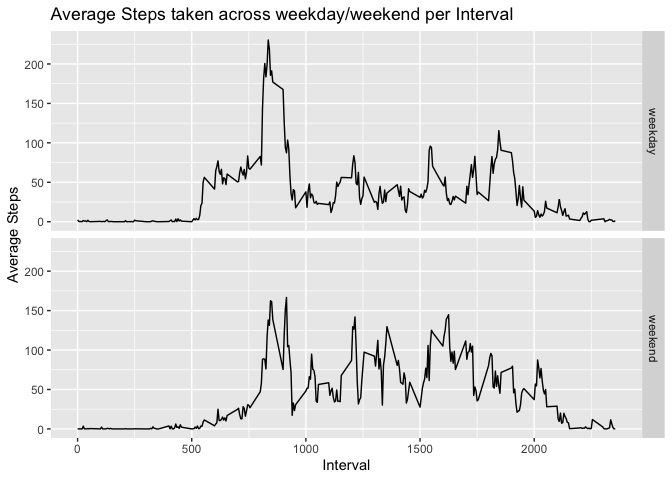 Average Steps taken across weekday/weekend per Interval
200
150
100
50
0
weekday
Average Steps
200
150
100
50
0
weekend
0 500 1000 1500 2000
Interval